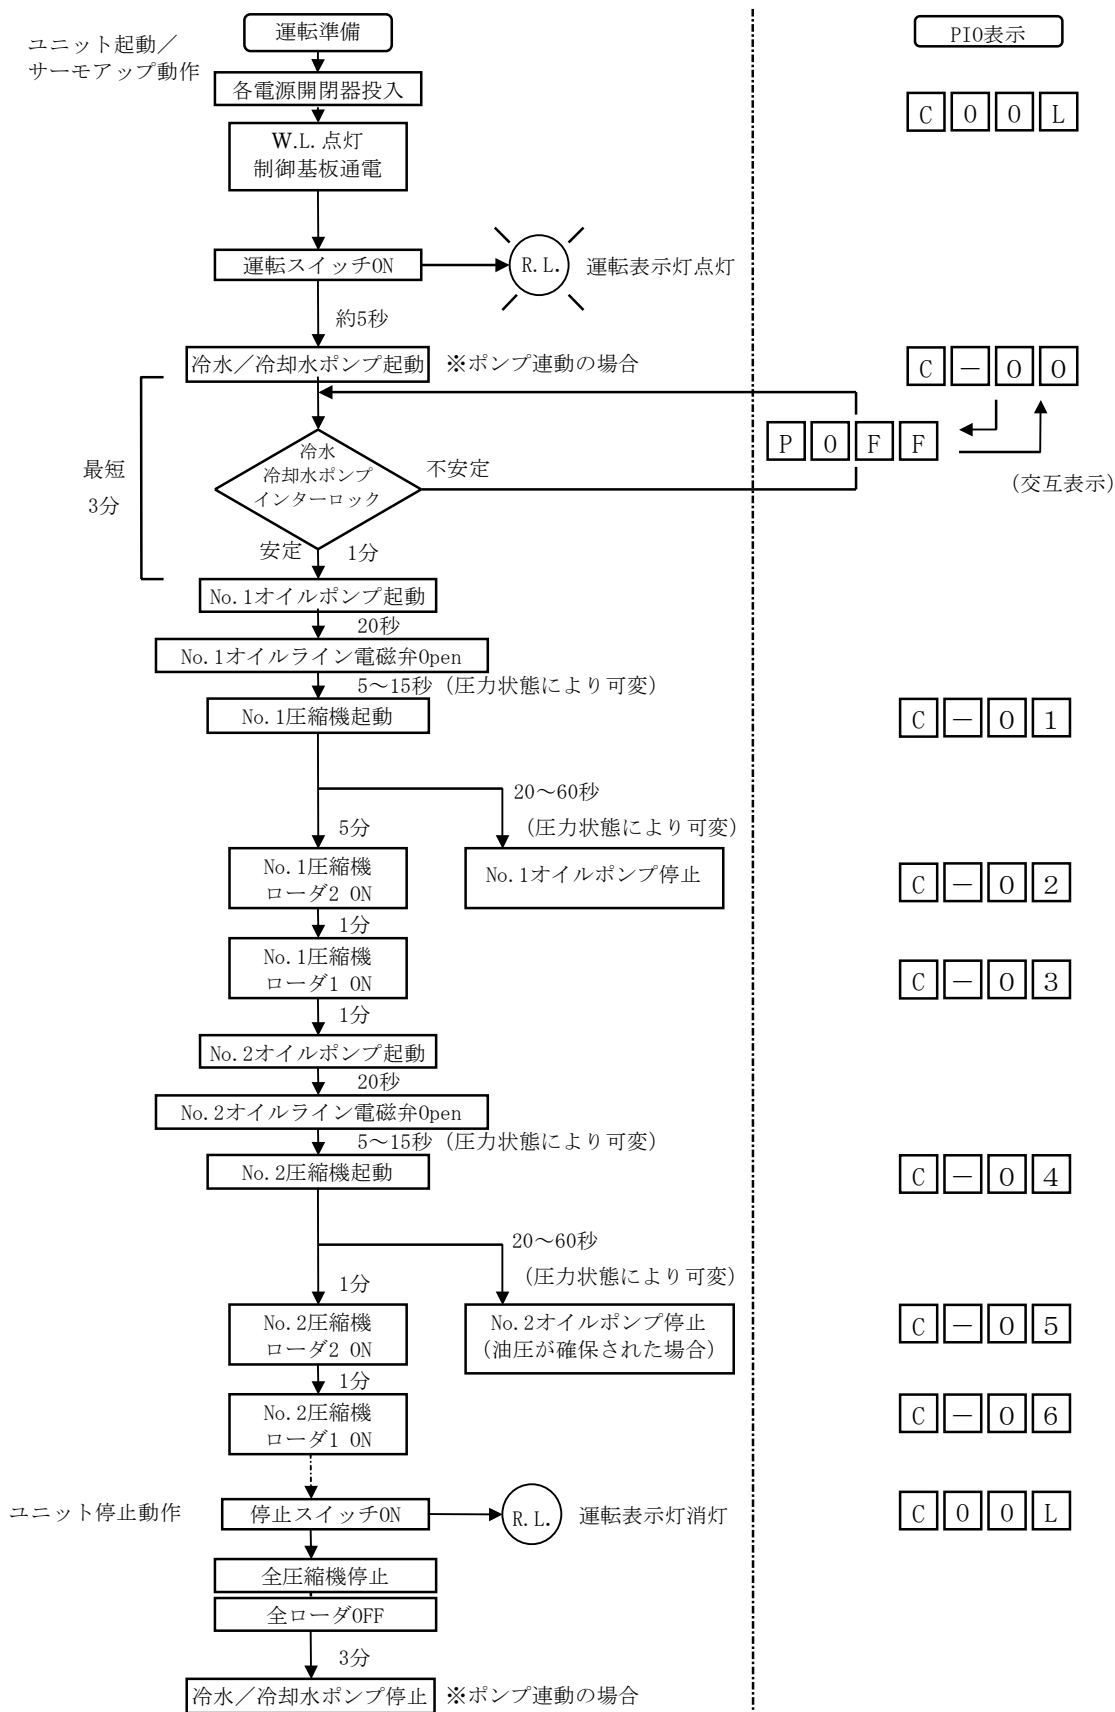 運転準備
PIO表示
ユニット起動／
サーモアップ動作
各電源開閉器投入
C 0 0 L
W.L. 点灯
制御基板通電
運転スイッチON
R.L.
運転表示灯点灯
約5秒
冷水／冷却水ポンプ起動
※ポンプ連動の場合
C － 0 0
P 0 F F
(交互表示)
冷水
冷却水ポンプ
インターロック
不安定
最短
3分
安定
1分
No.1オイルポンプ起動
20秒
No.1オイルライン電磁弁Open
5～15秒 (圧力状態により可変)
No.1圧縮機起動
C － 0 1
20～60秒
(圧力状態により可変)
5分
No.1圧縮機
ローダ2 ON
No.1オイルポンプ停止
C － 0 2
1分
No.1圧縮機
ローダ1 ON
C － 0 3
1分
No.2オイルポンプ起動
20秒
No.2オイルライン電磁弁Open
5～15秒 (圧力状態により可変)
No.2圧縮機起動
C － 0 4
20～60秒
(圧力状態により可変)
1分
No.2圧縮機
ローダ2 ON
No.2オイルポンプ停止
(油圧が確保された場合)
C － 0 5
1分
No.2圧縮機
ローダ1 ON
C － 0 6
ユニット停止動作
停止スイッチON
R.L.
運転表示灯消灯
C 0 0 L
全圧縮機停止
全ローダOFF
3分
冷水／冷却水ポンプ停止
※ポンプ連動の場合